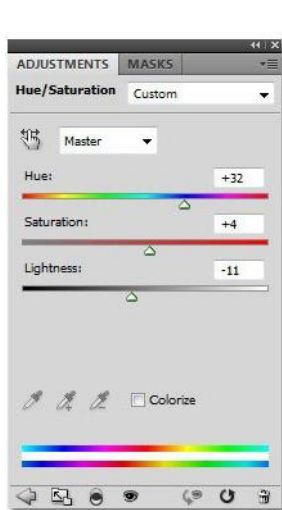 ADJUSTMENTS MASKS
Hue/Saturation Custom
Master
Hue: +32
Saturation: +4
Lightness: -11
Colorize